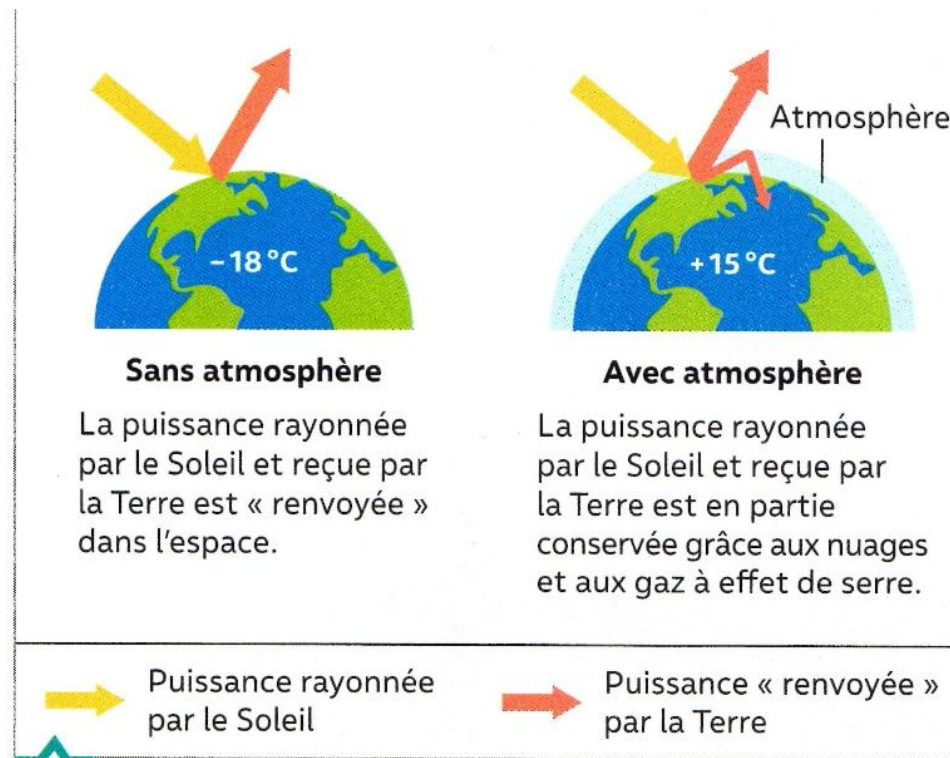 Atmosphère
– 18 °C
+ 15 °C
Sans atmosphère
La puissance rayonnée
par le Soleil et reçue par
la Terre est « renvoyée »
dans l'espace.
Avec atmosphère
La puissance rayonnée
par le Soleil et reçue par
la Terre est en partie
conservée grâce aux nuages
et aux gaz à effet de serre.
Puissance rayonnée
par le Soleil
Puissance « renvoyée »
par la Terre